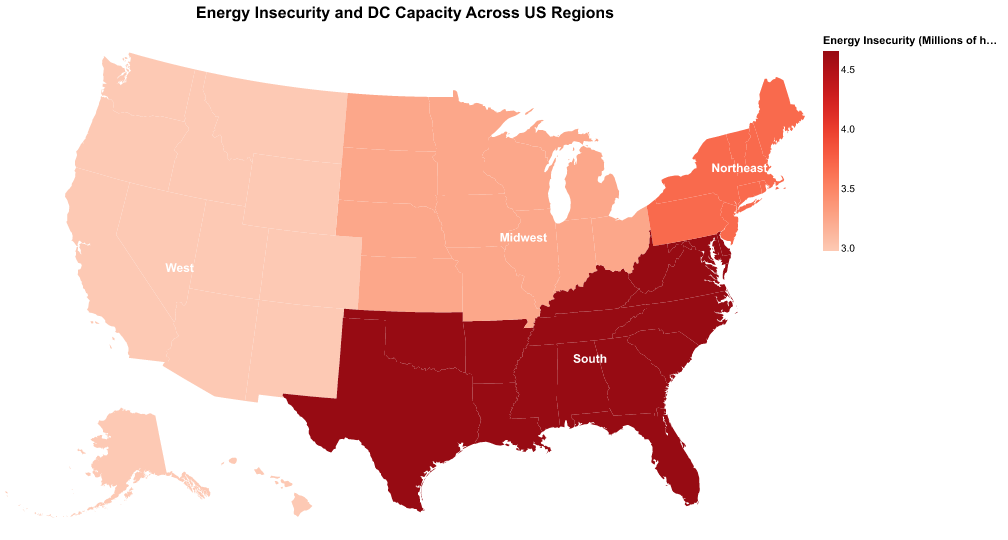 Energy Insecurity and DC Capacity Across US Regions
Energy Insecurity (Millions of h…
4.5
4.0
3.5
3.0
Northeast
Midwest
West
South